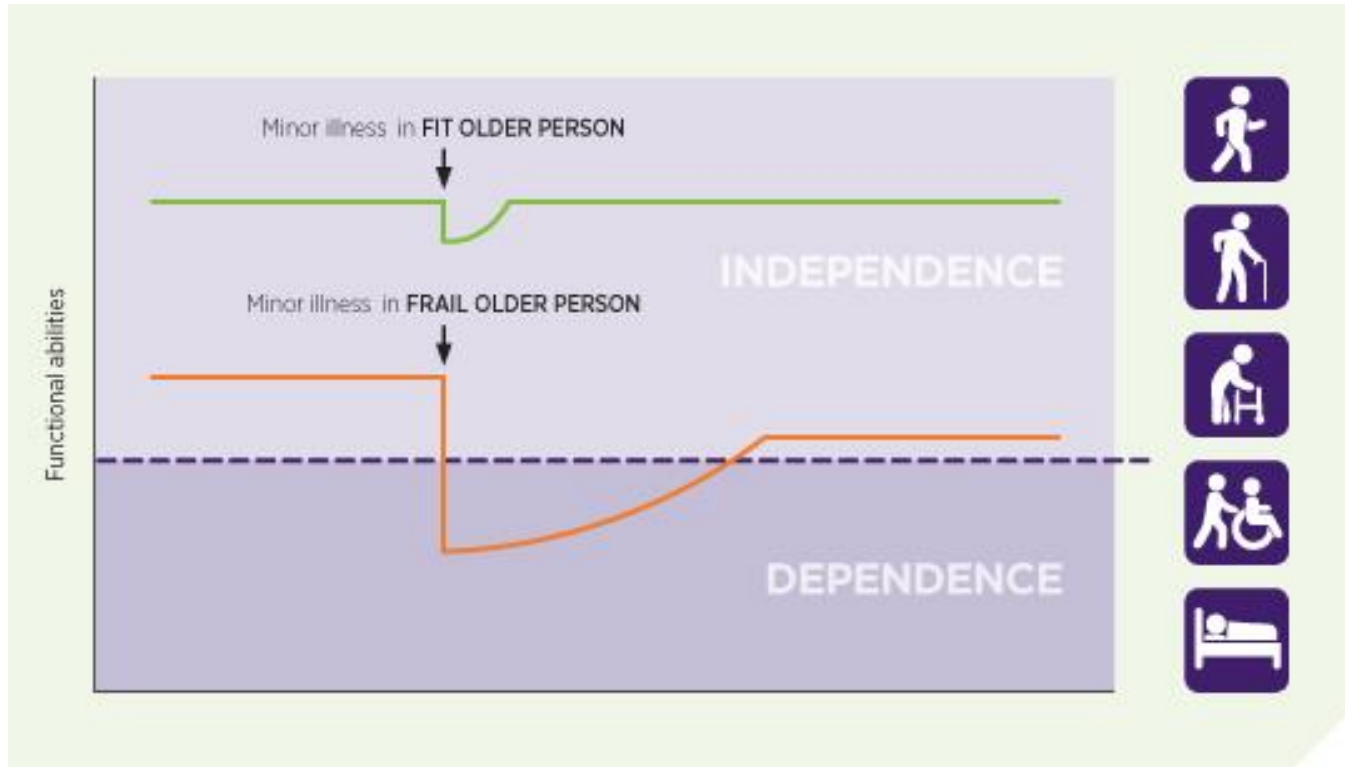 Minor illness in FIT OLDER PERSON
INDEPENDENCE
Minor illness in FRAIL OLDER PERSON
Functional abilities
DEPENDENCE